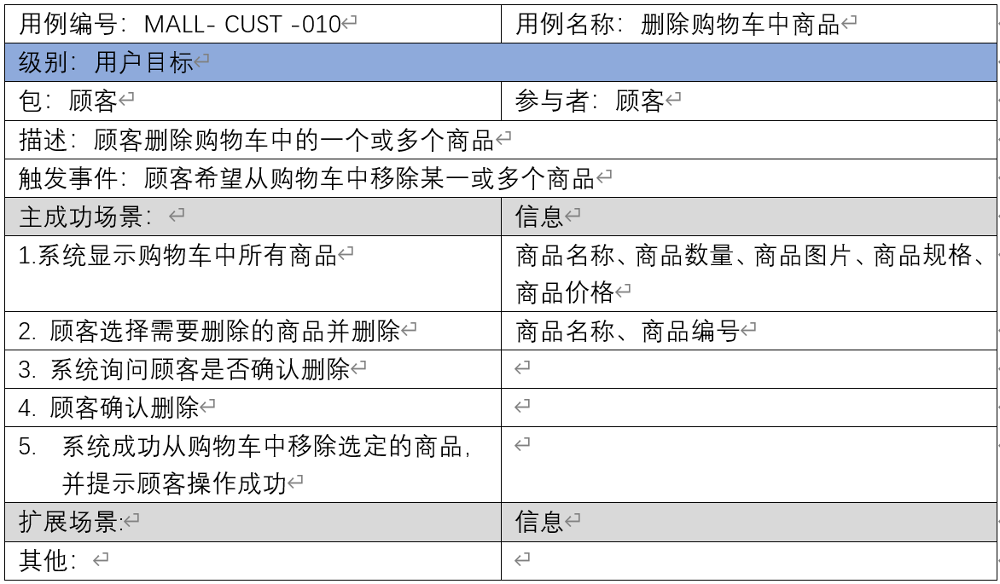 用例编号：MALL- CUST -010
用例名称：删除购物车中商品
级别：用户目标
包：顾客
参与者：顾客
描述：顾客删除购物车中的一个或多个商品
触发事件：顾客希望从购物车中移除某一或多个商品
主成功场景：
信息
1.系统显示购物车中所有商品
商品名称、商品数量、商品图片、商品规格、
商品价格
2. 顾客选择需要删除的商品并删除
商品名称、商品编号
3. 系统询问顾客是否确认删除
4. 顾客确认删除
5. 系统成功从购物车中移除选定的商品，
并提示顾客操作成功
扩展场景:
信息
其他：